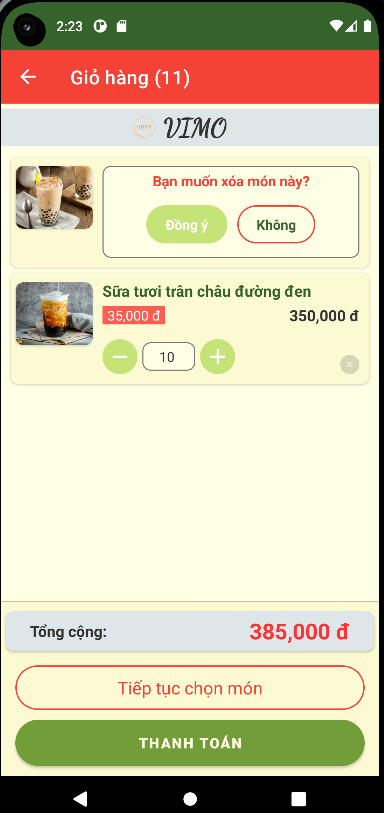 2:23
Giỏ hàng (11)
VIMO
Bạn muốn xóa món này?
Đồng ý
Không
Sữa tươi trân châu đường đen
35,000 đ
350,000 đ
10
Tổng cộng:
385,000 đ
Tiếp tục chọn món
THANH TOÁN